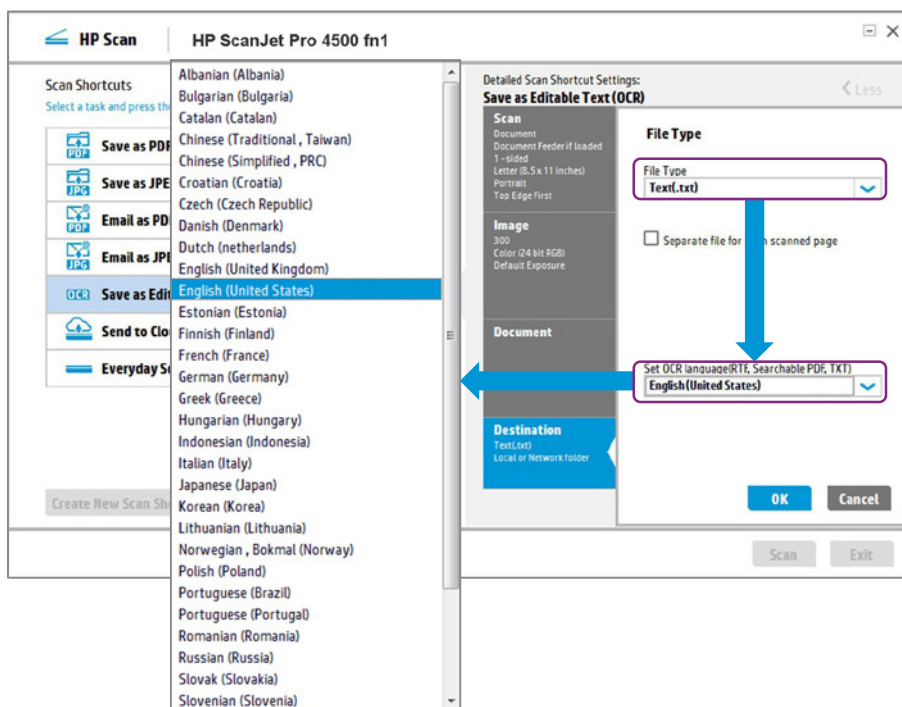 HP Scan
HP ScanJet Pro 4500 fn1
Scan Shortcuts
Select a task and press the
PDF
Save as PDF
JPG
Save as JPE
PDF
Email as PD
JPG
Email as JPE
OCR
Save as Edit
Send to Clo
Everyday S
Create New Scan Sh
Albanian (Albania)
Bulgarian (Bulgaria)
Catalan (Catalan)
Chinese (Traditional , Taiwan)
Chinese (Simplified , PRC)
Croatian (Croatia)
Czech (Czech Republic)
Danish (Denmark)
Dutch (netherlands)
English (United Kingdom)
English (United States)
Estonian (Estonia)
Finnish (Finland)
French (France)
German (Germany)
Greek (Greece)
Hungarian (Hungary)
Indonesian (Indonesia)
Italian (Italy)
Japanese (Japan)
Korean (Korea)
Lithuanian (Lithuania)
Norwegian , Bokmal (Norway)
Polish (Poland)
Portuguese (Brazil)
Portuguese (Portugal)
Romanian (Romania)
Russian (Russia)
Slovak (Slovakia)
Slovenian (Slovenia)
Detailed Scan Shortcut Settings:
Save as Editable Text (OCR)
Less
Scan
Document
Document Feeder if loaded
1-sided
Letter (8.5 x 11 inches)
Portrait
Top Edge First
Image
300
Color (24 bit RGB)
Default Exposure
Document
Destination
Text(.txt)
Local or Network folder
File Type
File Type
Text(.txt)
Separate file for scanned page
Set OCR language(RTF, Searchable PDF, TXT)
English (United States)
OK
Cancel
Scan
Exit